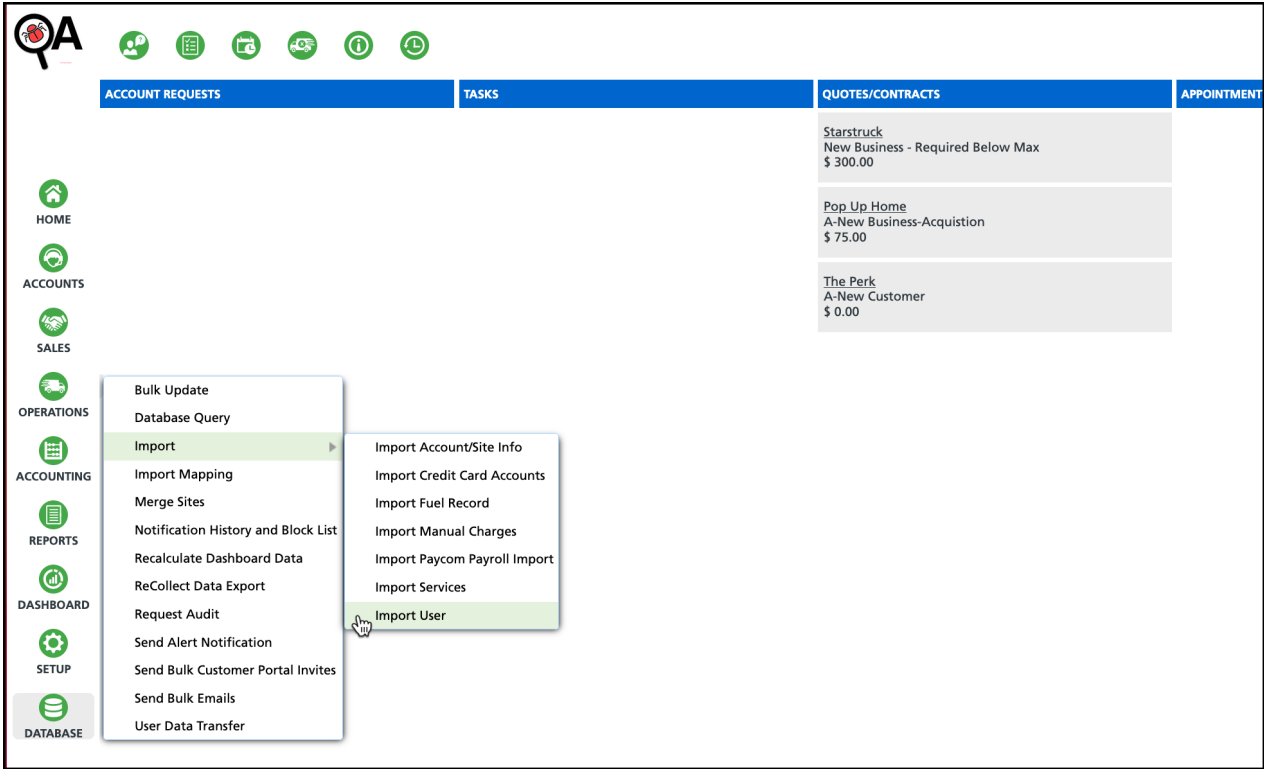 QA
ACCOUNT REQUESTS
TASKS
QUOTES/CONTRACTS
APPOINTMENT
Starstruck
New Business - Required Below Max
$ 300.00
Pop Up Home
A-New Business-Acquistion
$ 75.00
The Perk
A-New Customer
$ 0.00
HOME
ACCOUNTS
SALES
OPERATIONS
ACCOUNTING
REPORTS
DASHBOARD
SETUP
DATABASE
Bulk Update
Database Query
Import
Import Mapping
Merge Sites
Notification History and Block List
Recalculate Dashboard Data
ReCollect Data Export
Request Audit
Send Alert Notification
Send Bulk Customer Portal Invites
Send Bulk Emails
User Data Transfer
Import Account/Site Info
Import Credit Card Accounts
Import Fuel Record
Import Manual Charges
Import Paycom Payroll Import
Import Services
Import User